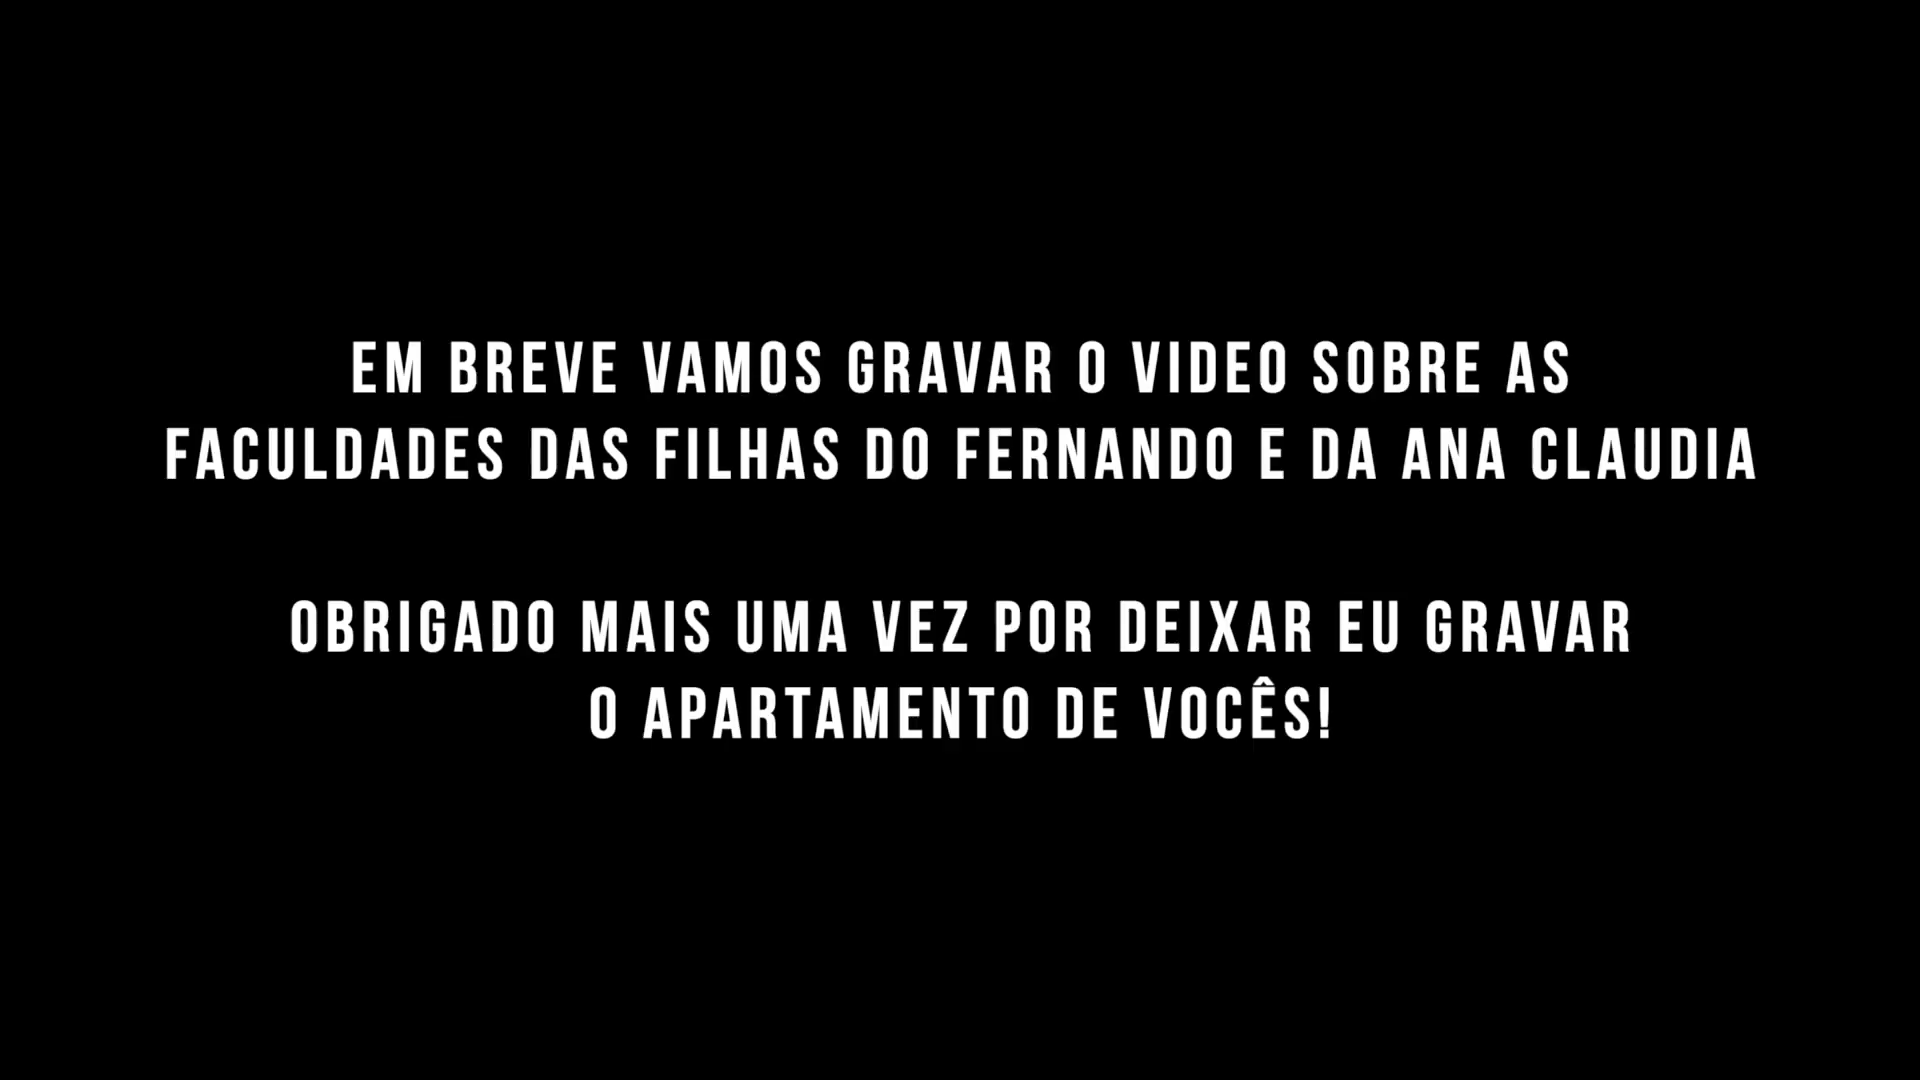 EM BREVE VAMOS GRAVAR O VIDEO SOBRE AS
FACULDADES DAS FILHAS DO FERNANDO E DA ANA CLAUDIA
OBRIGADO MAIS UMA VEZ POR DEIXAR EU GRAVAR
O APARTAMENTO DE VOCÊS!